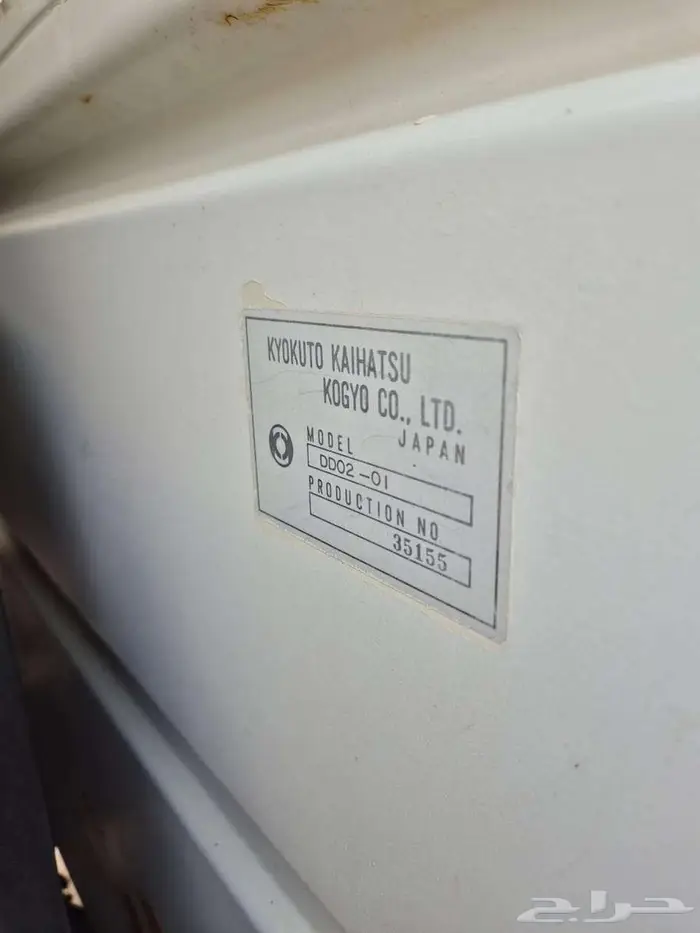 KYOKUTO KAIHATSU
KOGYO CO., LTD.
JAPAN
MODEL
DD02-01
PRODUCTION NO
35155
حراج